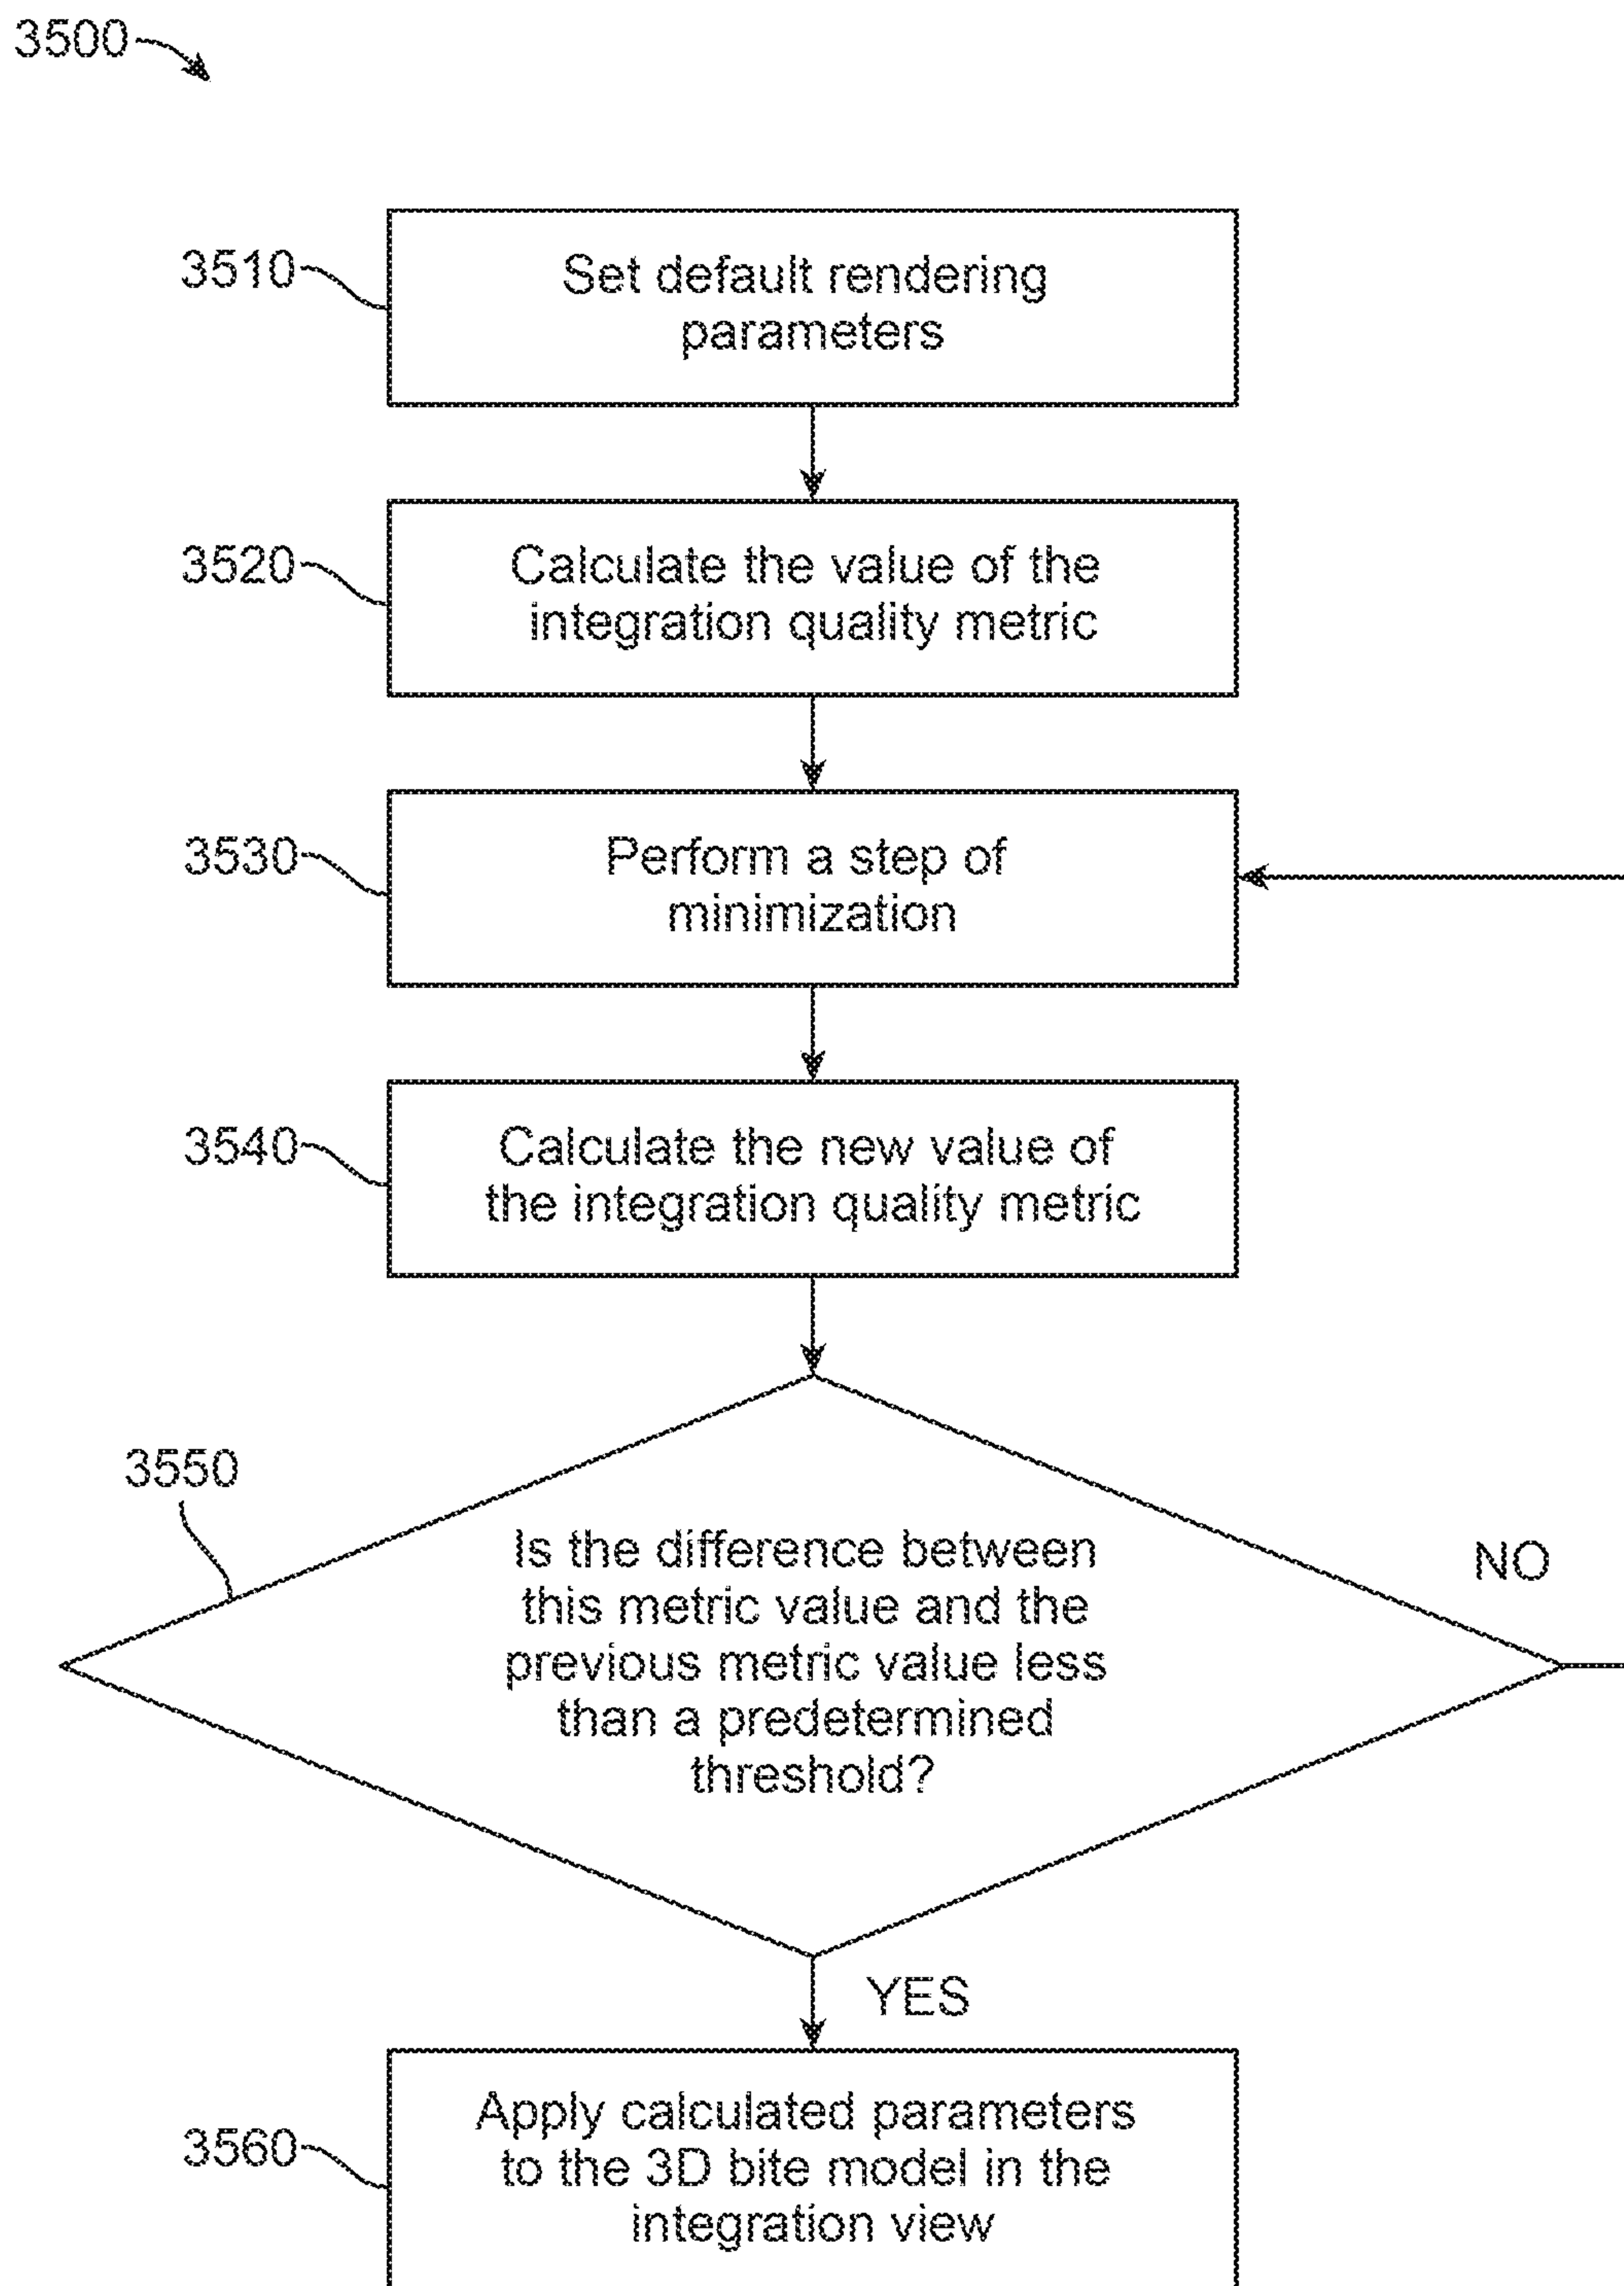 3500
3510
Set default rendering
parameters
3520
Calculate the value of the
integration quality metric
3530
Perform a step of
minimization
3540
Calculate the new value of
the integration quality metric
3550
Is the difference between
this metric value and the
previous metric value less
than a predetermined
threshold?
NO
YES
3560
Apply calculated parameters
to the 3D bite model in the
integration view